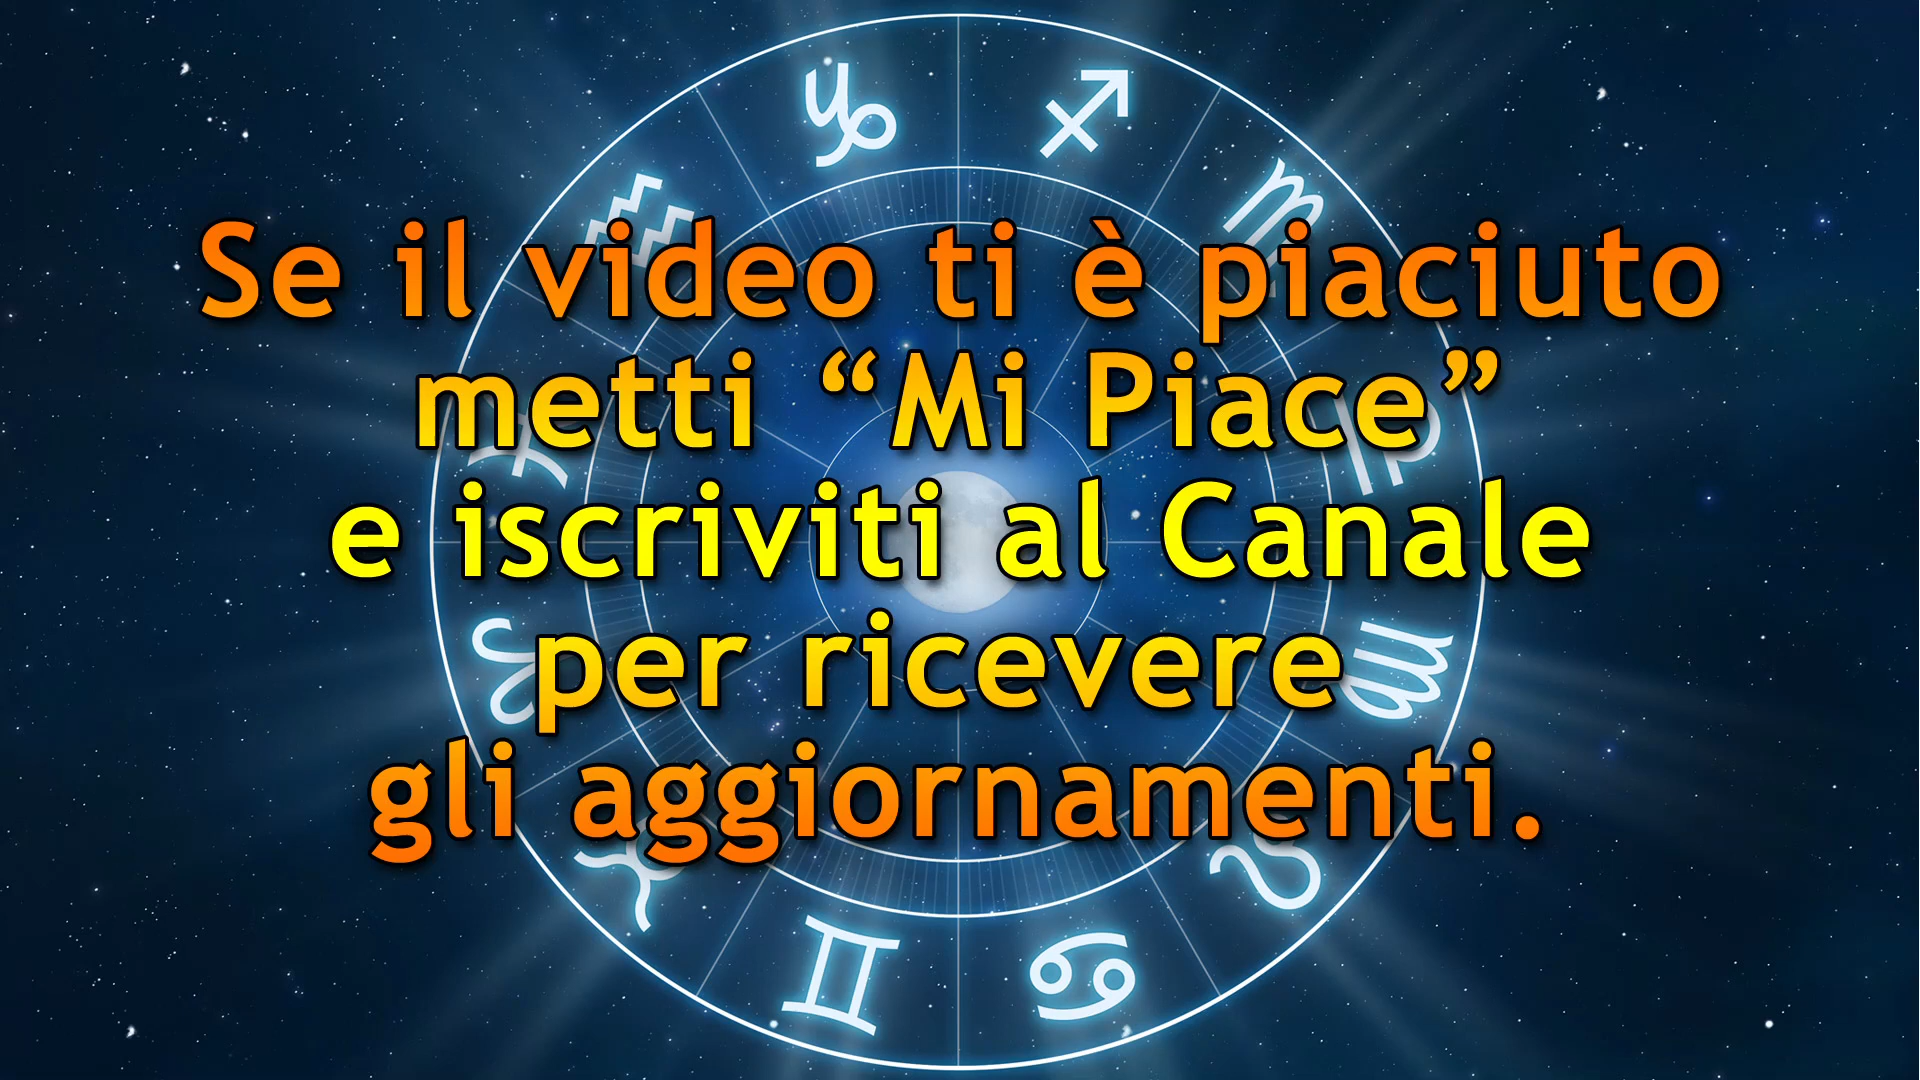 Se il video ti è piaciuto
metti “Mi Piace”
e iscriviti al Canale
per ricevere
gli aggiornamenti.